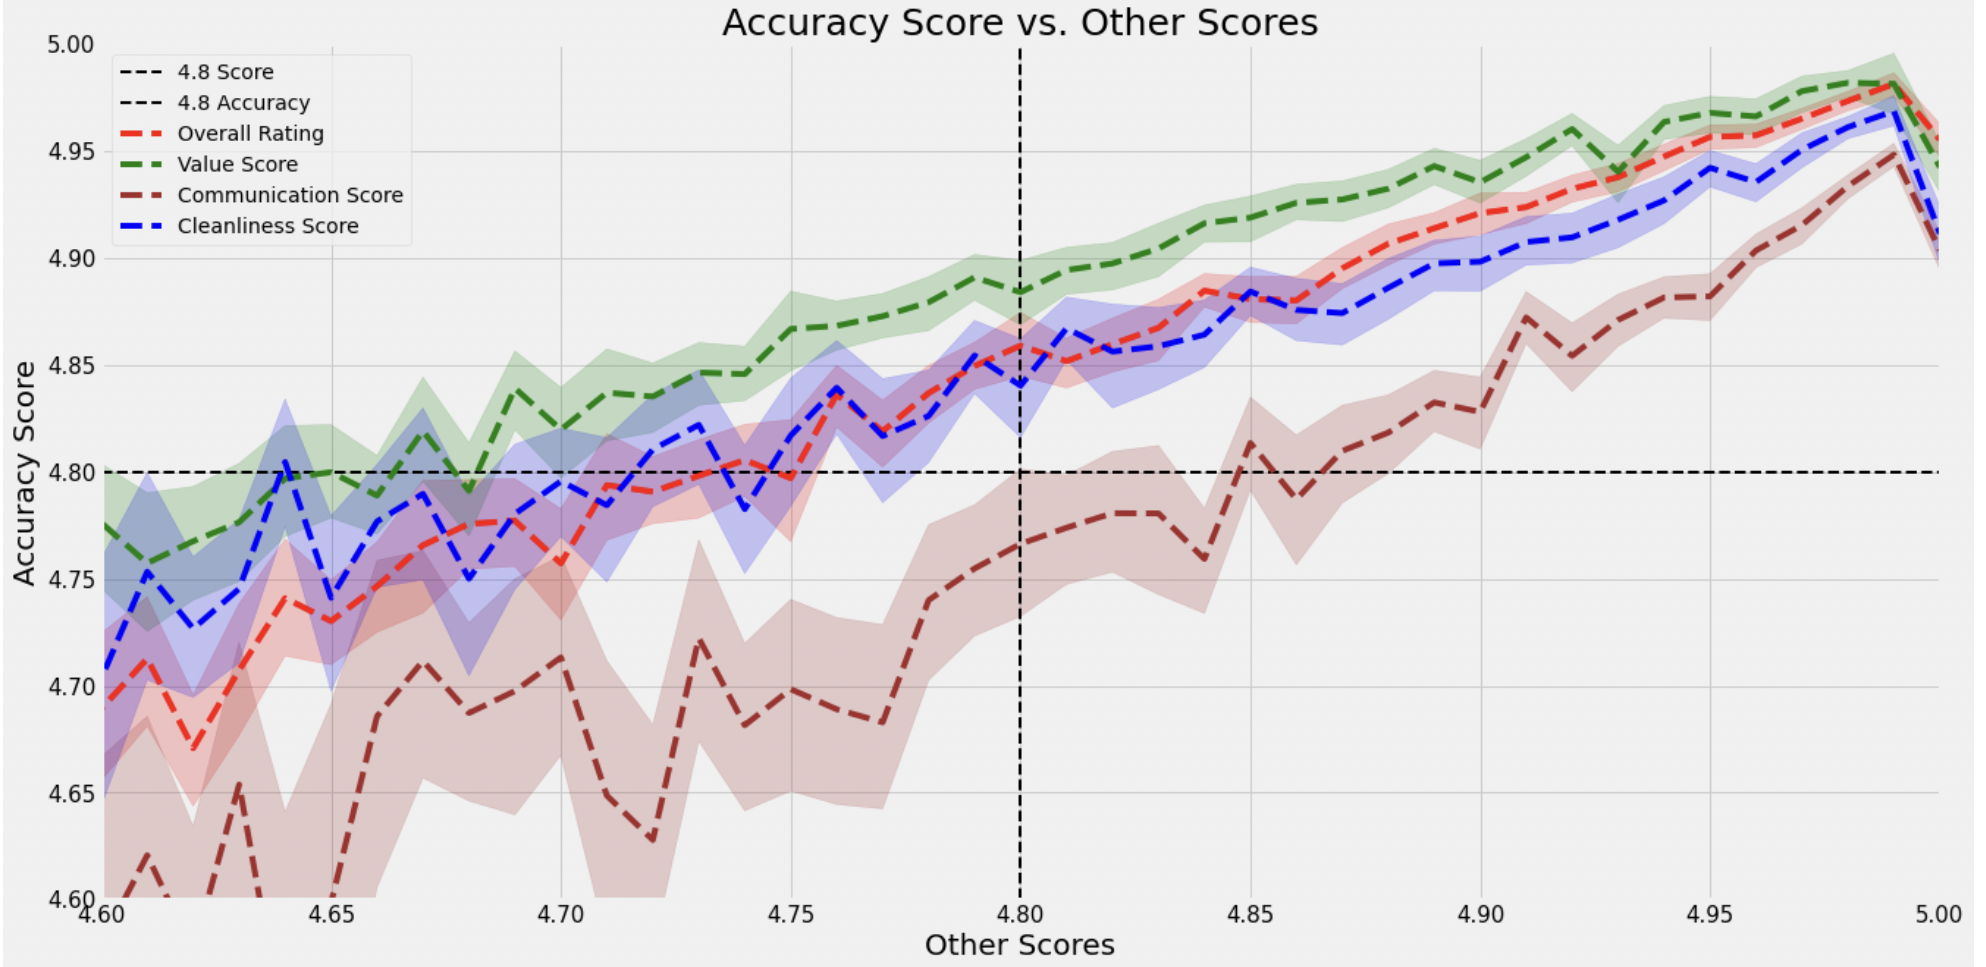 Accuracy Score vs. Other Scores
5.00
4.95
4.90
4.85
4.80
4.75
4.70
4.65
4.60
Accuracy Score
4.8 Score
4.8 Accuracy
Overall Rating
Value Score
Communication Score
Cleanliness Score
4.60 4.65 4.70 4.75 4.80 4.85 4.90 4.95 5.00
Other Scores